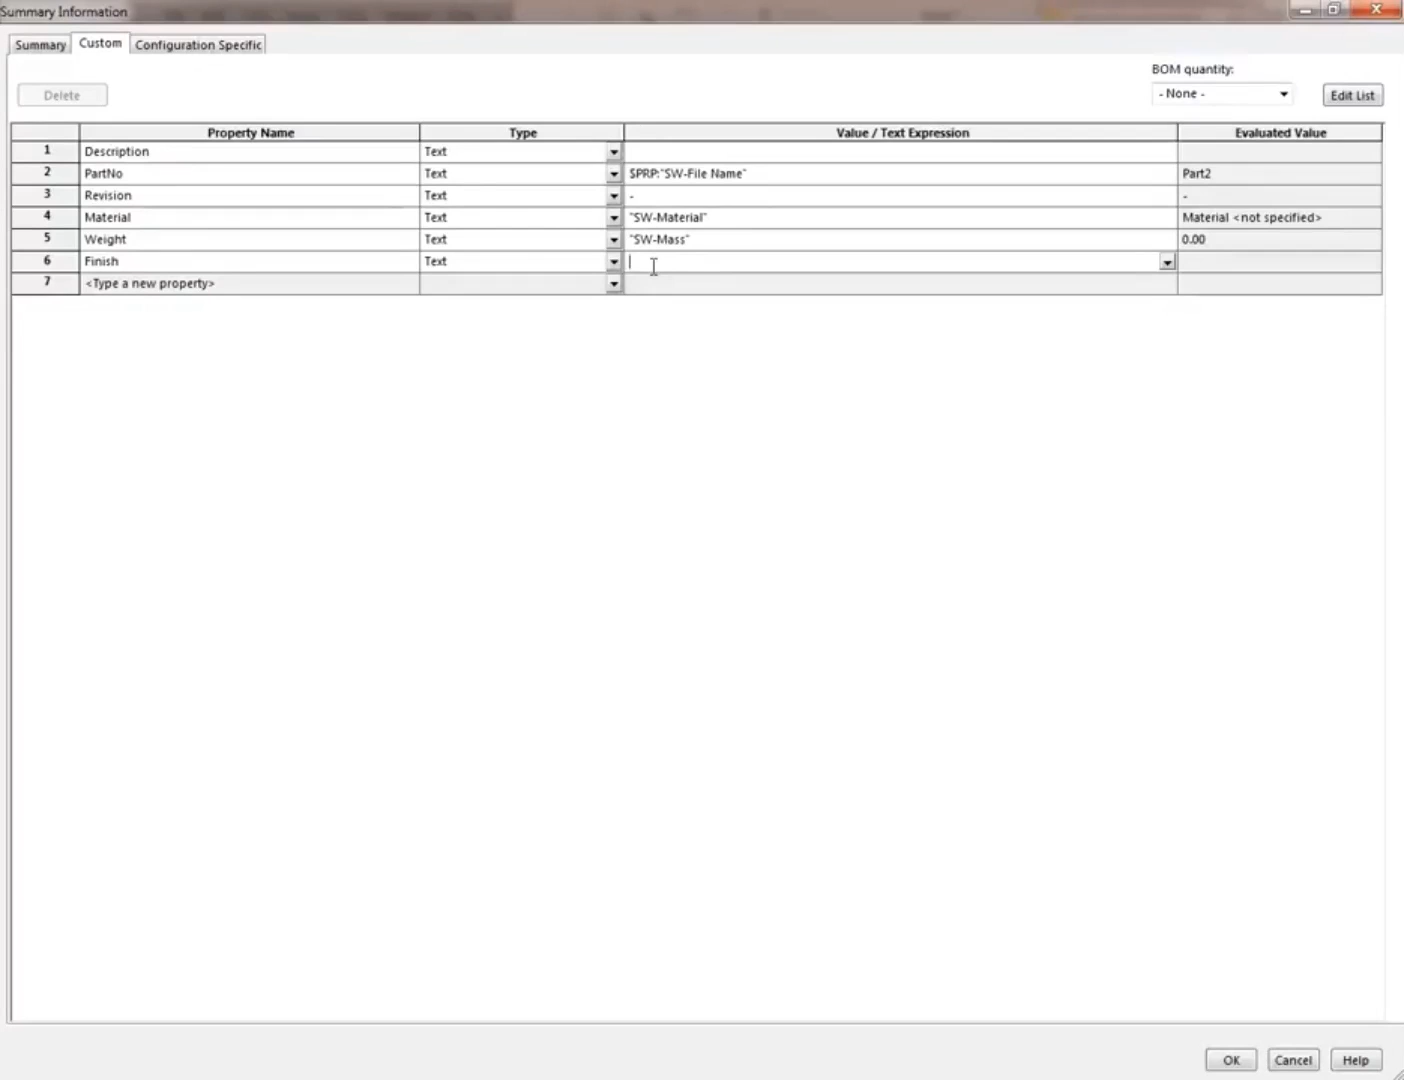 Summary Information
Summary Custom Configuration Specific
BOM quantity:
Delete - None - Edit List
Property Name Type Value / Text Expression Evaluated Value
1 Description Text
2 PartNo Text $PRP:"SW-File Name" Part2
3 Revision Text - -
4 Material Text "SW-Material" Material <not specified>
5 Weight Text "SW-Mass" 0.00
6 Finish Text
7 <Type a new property>
OK Cancel Help